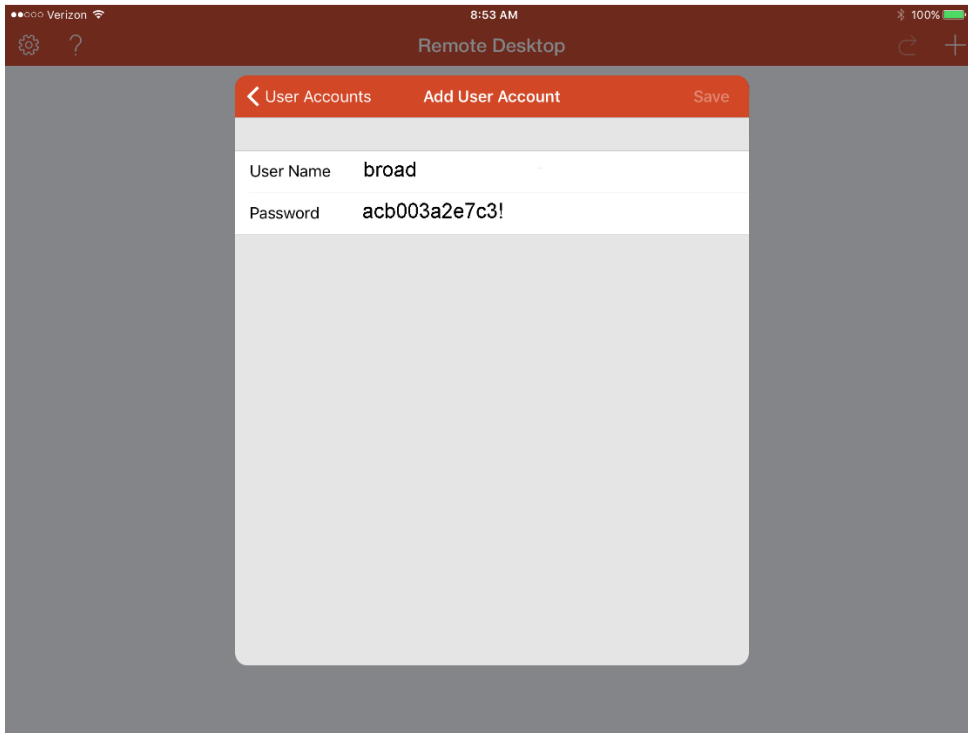 Verizon 8:53 AM 100%
? Remote Desktop
User Accounts Add User Account Save
User Name broad
Password acb003a2e7c3!